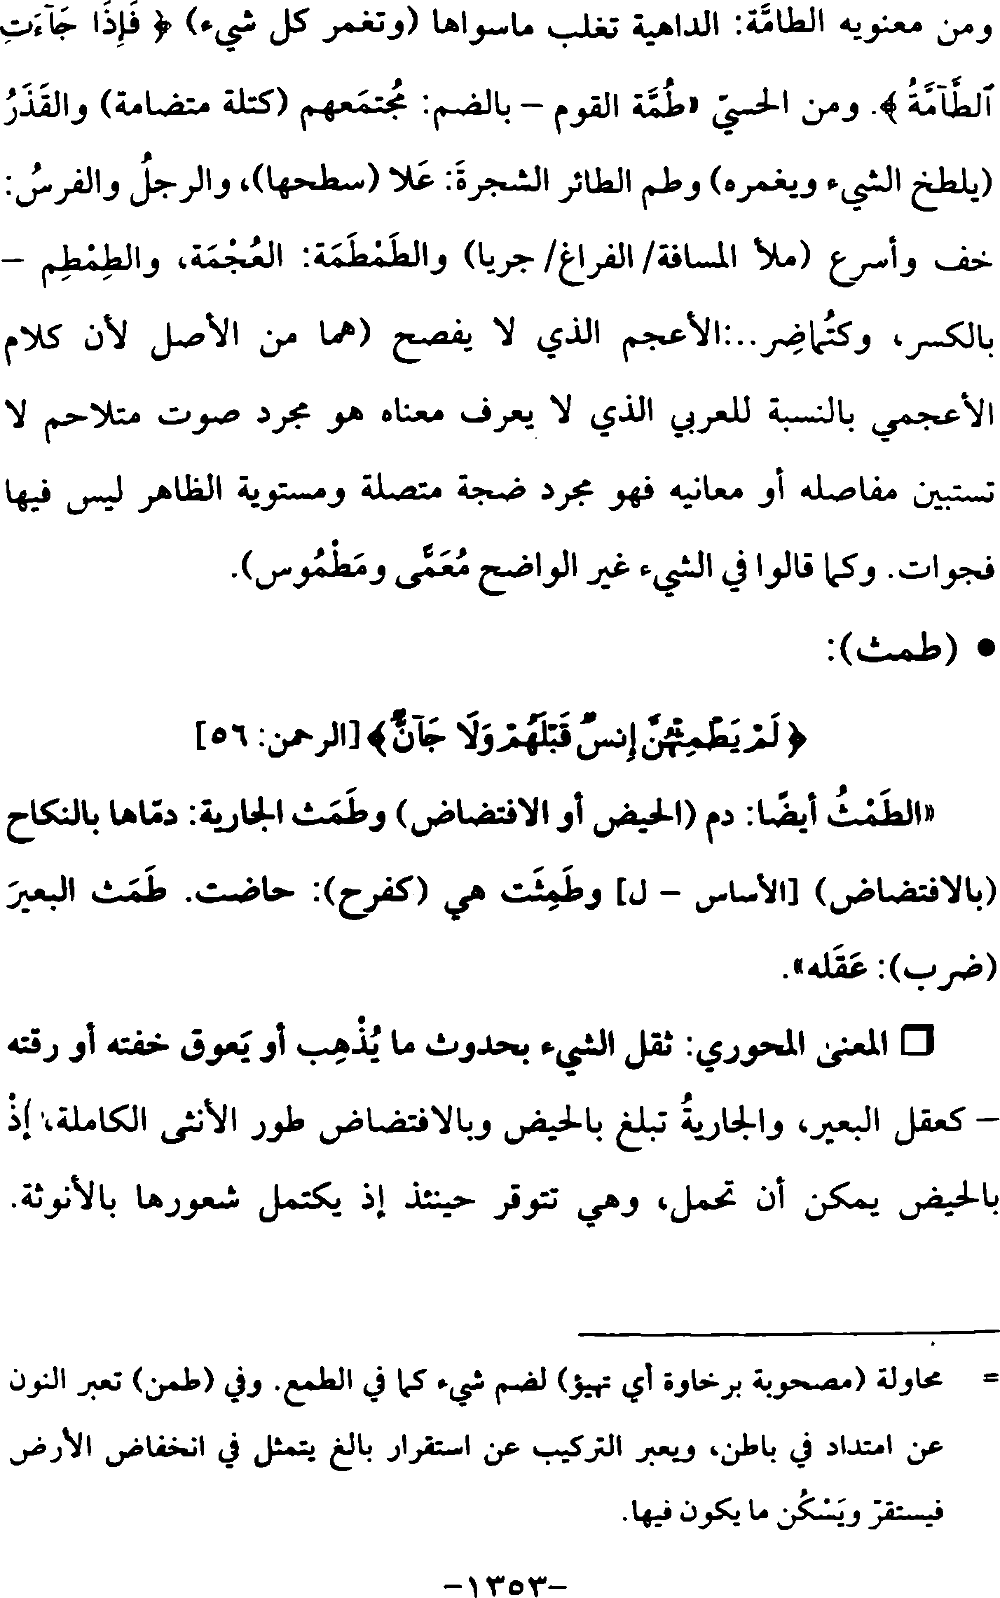 ومن معنويه الطامَّة: الداهية تغلب ماسواها (وتغمر كل شيء) ﴿ فَإِذَا جَآءَتِ
ٱلطَّآمَّةُ ﴾. ومن الحسيّ «طُمَّة القوم – بالضم: مُجتمَعهم (كتلة متضامة) والقَذَرُ
(يلطخ الشيء ويغمره) وطم الطائر الشجرةَ: عَلا (سطحها)، والرجلُ والفرسُ:
خف وأسرع (ملأ المسافة/ الفراغ/ جريا) والطَمْطَمَة: العُجْمَة، والطِمْطِم –
بالكسر، وكتُماضِر..:الأعجم الذي لا يفصح (هما من الأصل لأن كلام
الأعجمي بالنسبة للعربي الذي لا يعرف معناه هو مجرد صوت متلاحم لا
تستبين مفاصله أو معانيه فهو مجرد ضجة متصلة ومستوية الظاهر ليس فيها
فجوات. وكما قالوا في الشيء غير الواضح مُعَمًّى ومَطْمُوس).
• (طمث):
﴿ لَمْ يَطْمِثْهُنَّ إِنسٌ قَبْلَهُمْ وَلَا جَآنٌّ ﴾ [الرحمن: ٥٦]
«الطَمْثُ أيضًا: دم (الحيض أو الافتضاض) وطَمَث الجارية: دمّاها بالنكاح
(بالافتضاض) [الأساس – ل] وطَمِثَت هي (كفرح): حاضت. طَمَث البعيرَ
(ضرب): عَقَله».
❑ المعنى المحوري: ثقل الشيء بحدوث ما يُذْهِب أو يَعوق خفته أو رقته
– كعقل البعير، والجاريةُ تبلغ بالحيض وبالافتضاض طور الأنثى الكاملة، إذْ
بالحيض يمكن أن تحمل، وهي تتوقر حينئذ إذ يكتمل شعورها بالأنوثة.
= محاولة (مصحوبة برخاوة أي تهيؤ) لضم شيء كما في الطمع. وفي (طمن) تعبر النون
عن امتداد في باطن، ويعبر التركيب عن استقرار بالغ يتمثل في انخفاض الأرض
فيستقرّ ويَسْكُن ما يكون فيها.
–١٣٥٣–